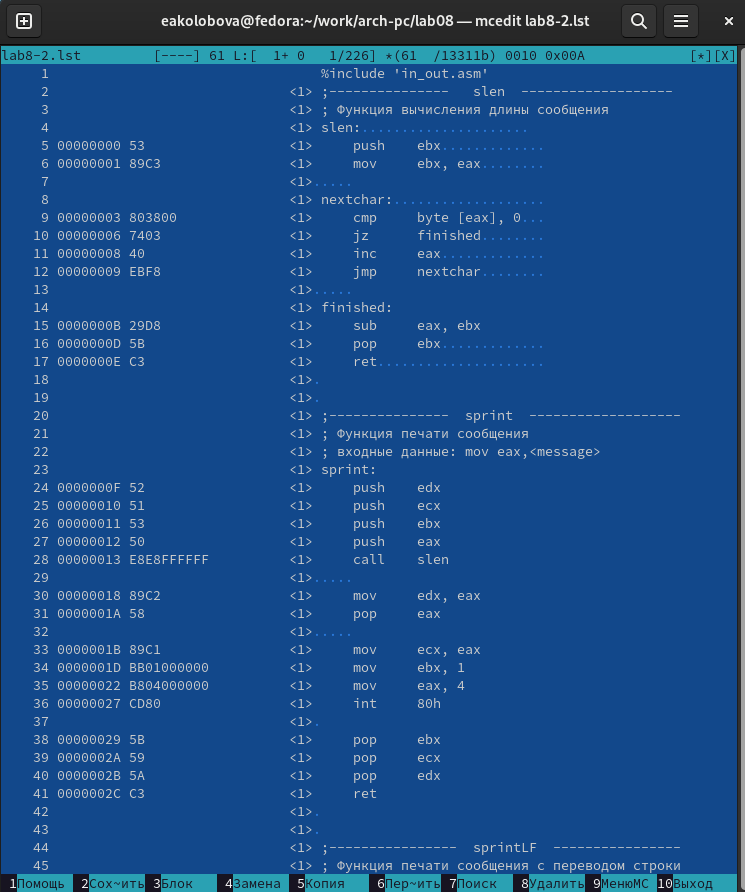 eakolobova@fedora:~/work/arch-pc/lab08 — mcedit lab8-2.lst
lab8-2.lst [----] 61 L:[ 1+ 0 1/226] *(61 /13311b) 0010 0x00A [*][X]
1 %include 'in_out.asm'
2 <1> ;--------------- slen -------------------
3 <1> ; Функция вычисления длины сообщения
4 <1> slen:.....................
5 00000000 53 <1> push ebx.............
6 00000001 89C3 <1> mov ebx, eax........
7 <1>.....
8 <1> nextchar:...................
9 00000003 803800 <1> cmp byte [eax], 0...
10 00000006 7403 <1> jz finished........
11 00000008 40 <1> inc eax.............
12 00000009 EBF8 <1> jmp nextchar........
13 <1>.....
14 <1> finished:
15 0000000B 29D8 <1> sub eax, ebx
16 0000000D 5B <1> pop ebx.............
17 0000000E C3 <1> ret.....................
18 <1>.
19 <1>.
20 <1> ;--------------- sprint -------------------
21 <1> ; Функция печати сообщения
22 <1> ; входные данные: mov eax,<message>
23 <1> sprint:
24 0000000F 52 <1> push edx
25 00000010 51 <1> push ecx
26 00000011 53 <1> push ebx
27 00000012 50 <1> push eax
28 00000013 E8E8FFFFFF <1> call slen
29 <1>.....
30 00000018 89C2 <1> mov edx, eax
31 0000001A 58 <1> pop eax
32 <1>.....
33 0000001B 89C1 <1> mov ecx, eax
34 0000001D BB01000000 <1> mov ebx, 1
35 00000022 B804000000 <1> mov eax, 4
36 00000027 CD80 <1> int 80h
37 <1>.
38 00000029 5B <1> pop ebx
39 0000002A 59 <1> pop ecx
40 0000002B 5A <1> pop edx
41 0000002C C3 <1> ret
42 <1>.
43 <1>.
44 <1> ;---------------- sprintLF ----------------
45 <1> ; Функция печати сообщения с переводом строки
1Помощь 2Сох~ить 3Блок 4Замена 5Копия 6Пер~ить 7Поиск 8Удалить 9МенюМС 10Выход